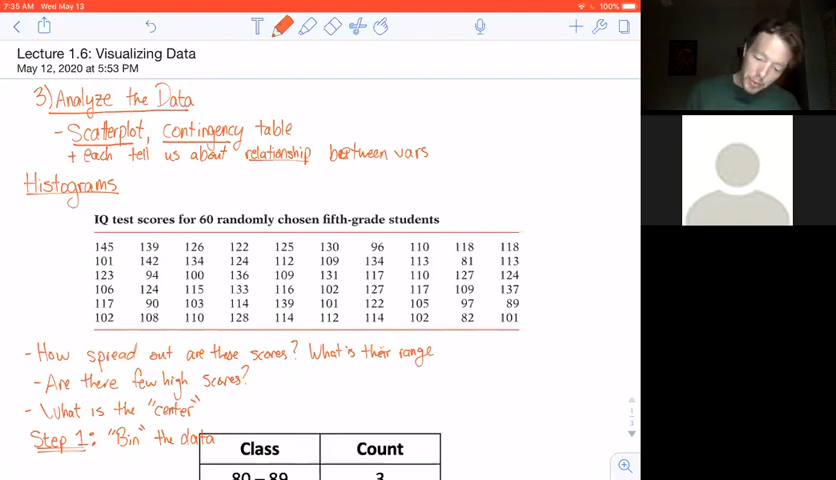 7:35 AM Wed May 13
100%
T
Lecture 1.6: Visualizing Data
May 12, 2020 at 5:53 PM
3) Analyze the Data
- Scatterplot, contingency table
+ each tell us about relationship between vars
Histograms
IQ test scores for 60 randomly chosen fifth-grade students
145 139 126 122 125 130 96 110 118 118
101 142 134 124 112 109 134 113 81 113
123 94 100 136 109 131 117 110 127 124
106 124 115 133 116 102 127 117 109 137
117 90 103 114 139 101 122 105 97 89
102 108 110 128 114 112 114 102 82 101
- How spread out are these scores? What is their range
- Are there few high scores?
- What is the "center"
Step 1: "Bin" the data
Class Count
80 – 89 3
1
3